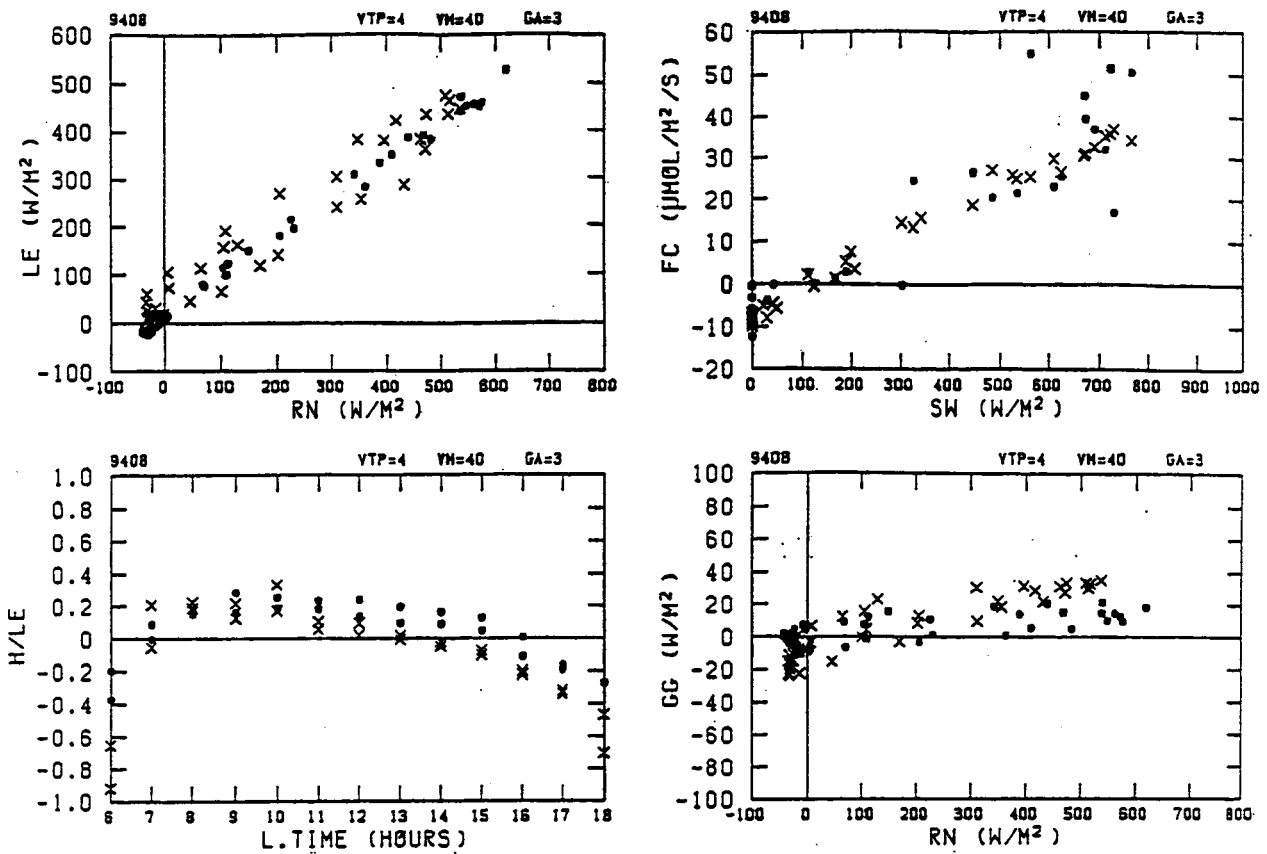 9408 VTP=4 VM=40 GA=3
600
500
400
300
200
100
0
-100
LE (W/M²)
-100 0 100 200 300 400 500 600 700 800
RN (W/M²)
9408 VTP=4 VM=40 GA=3
60
50
40
30
20
10
0
-10
-20
FC (µMOL/M²/S)
0 100 200 300 400 500 600 700 800 900 1000
SW (W/M²)
9408 VTP=4 VM=40 GA=3
1.0
0.8
0.6
0.4
0.2
0
-0.2
-0.4
-0.6
-0.8
-1.0
H/LE
6 7 8 9 10 11 12 13 14 15 16 17 18
L.TIME (HOURS)
9408 VTP=4 VM=40 GA=3
100
80
60
40
20
0
-20
-40
-60
-80
-100
GG (W/M²)
-100 0 100 200 300 400 500 600 700 800
RN (W/M²)